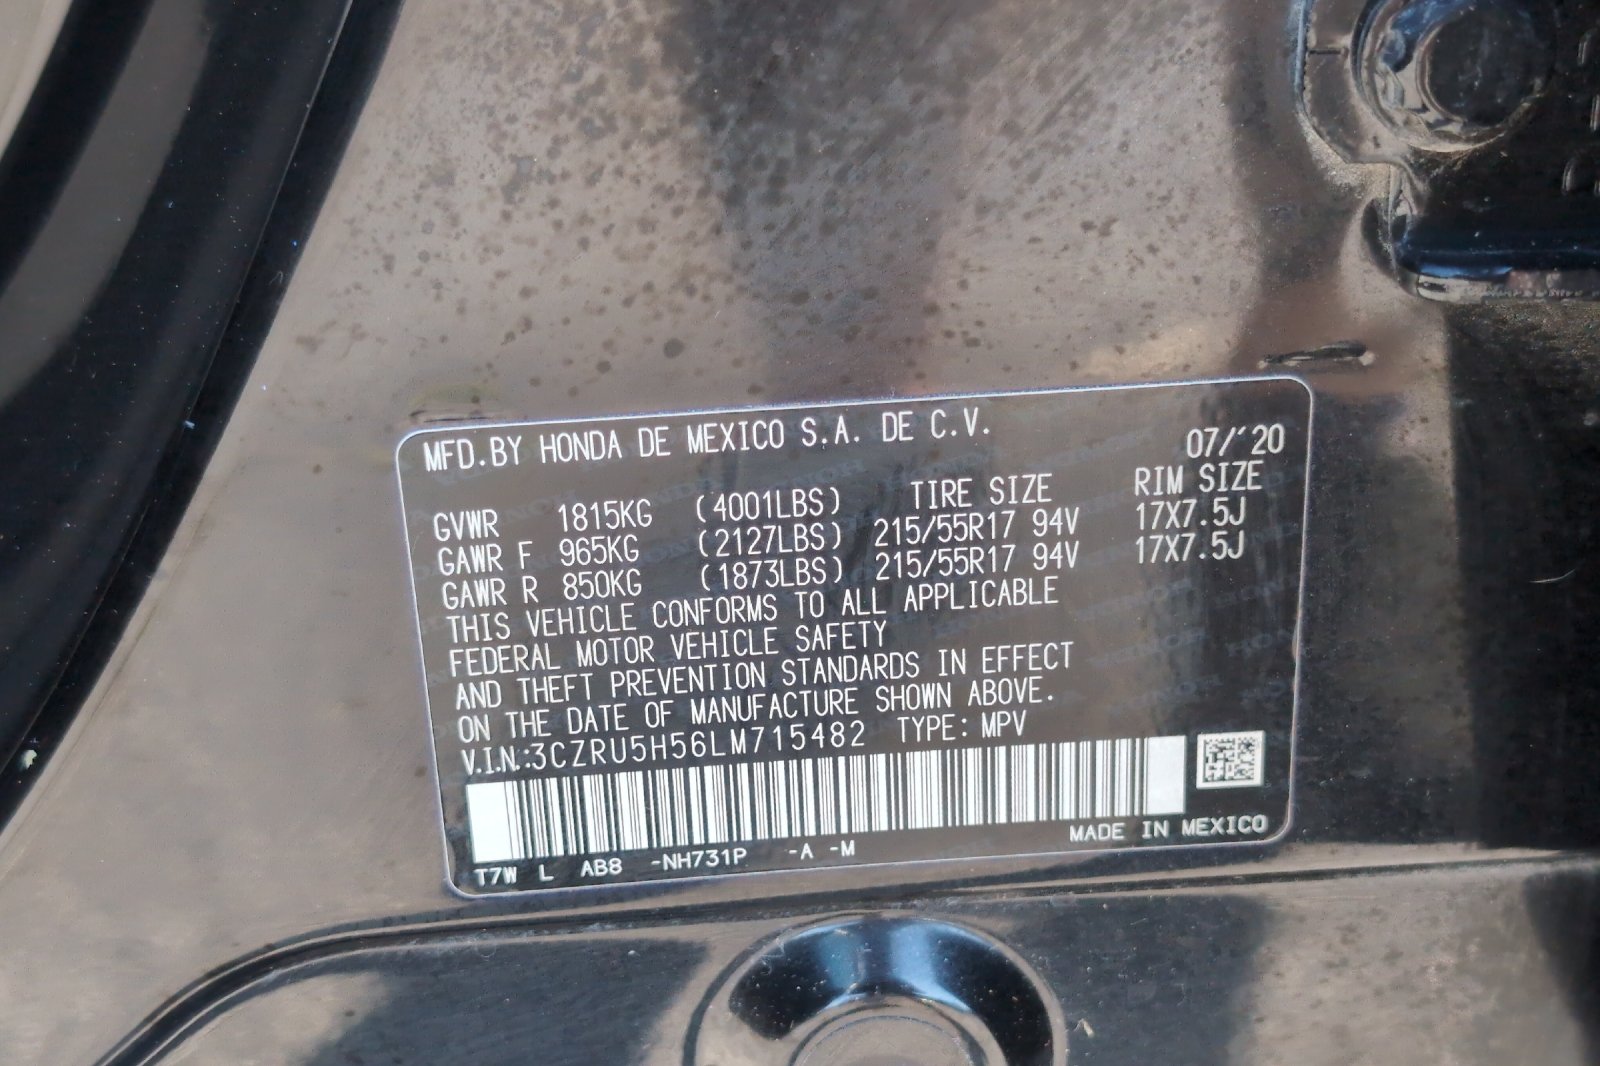 MFD.BY HONDA DE MEXICO S.A. DE C.V.
07/'20
TIRE SIZE RIM SIZE
GVWR 1815KG (4001LBS)
GAWR F 965KG (2127LBS) 215/55R17 94V 17X7.5J
GAWR R 850KG (1873LBS) 215/55R17 94V 17X7.5J
THIS VEHICLE CONFORMS TO ALL APPLICABLE
FEDERAL MOTOR VEHICLE SAFETY
AND THEFT PREVENTION STANDARDS IN EFFECT
ON THE DATE OF MANUFACTURE SHOWN ABOVE.
V.I.N.:3CZRU5H56LM715482 TYPE: MPV
MADE IN MEXICO
T7W L AB8 -NH731P -A -M